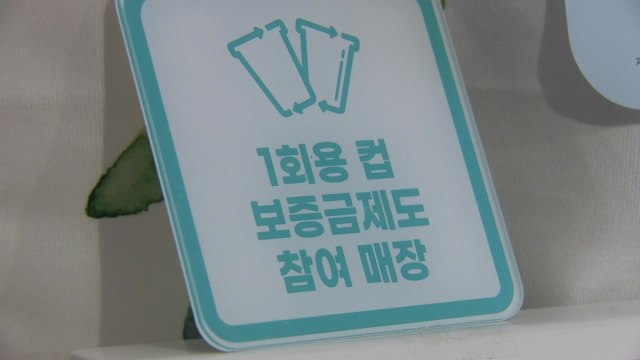 1회용 컵
보증금제도
참여 매장